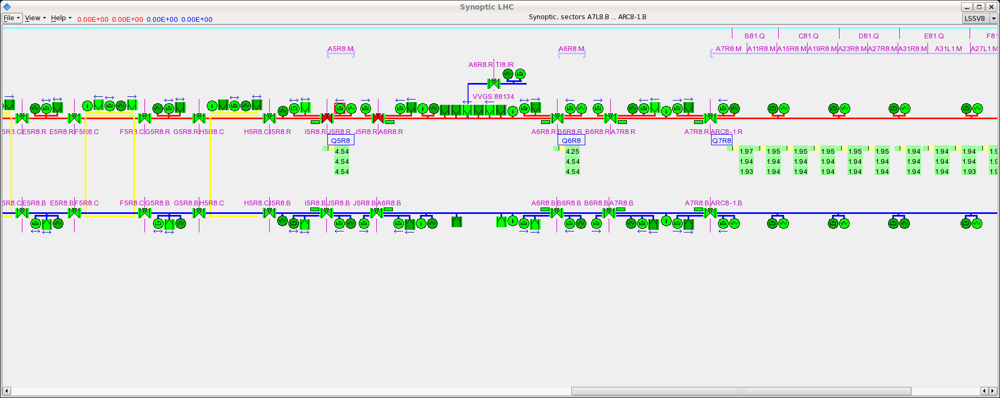 Synoptic LHC
File View Help 0.00E+00 0.00E+00 0.00E+00 0.00E+00 Synoptic, sectors A7L8.B ... ARC8-1.B LSSV8
B81.Q C81.Q D81.Q E81.Q F81
A5R8.M A6R8.M A7R8.M A11R8.M A15R8.M A19R8.M A23R8.M A27R8.M A31R8.M A31L1.M A27L1.M
A6R8.R TI8.IR
VVGS.88134
5R8.C E5R8.R E5R8.R F5R8.C F5R8.C G5R8.R G5R8.R H5R8.C H5R8.C I5R8.R I5R8.R J5R8.R J5R8.R A6R8.R A6R8.R B6R8.R B6R8.R A7R8.R A7R8.R ARC8-1.R
Q5R8 Q6R8 Q7R8
4.54 4.25 1.97 1.95 1.95 1.95 1.95 1.95 1.94 1.94 1.94
4.54 4.54 1.94 1.94 1.94 1.94 1.94 1.94 1.94 1.94 1.94
4.54 4.54 1.93 1.94 1.94 1.94 1.94 1.94 1.94 1.94 1.93
5R8.C E5R8.B E5R8.B F5R8.C F5R8.C G5R8.B G5R8.B H5R8.C H5R8.C I5R8.B I5R8.B J5R8.B J5R8.B A6R8.B A6R8.B B6R8.B B6R8.B A7R8.B A7R8.B ARC8-1.B